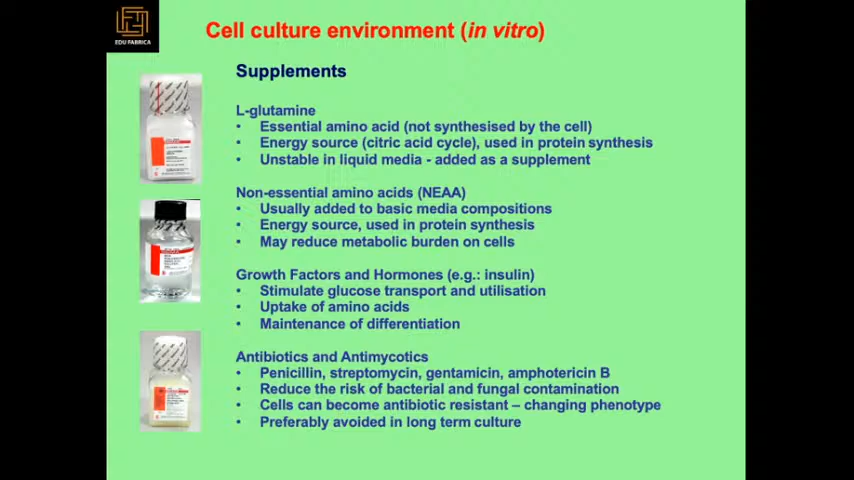 EDU FABRICA
Cell culture environment (in vitro)
Supplements
L-glutamine
• Essential amino acid (not synthesised by the cell)
• Energy source (citric acid cycle), used in protein synthesis
• Unstable in liquid media - added as a supplement
Non-essential amino acids (NEAA)
• Usually added to basic media compositions
• Energy source, used in protein synthesis
• May reduce metabolic burden on cells
Growth Factors and Hormones (e.g.: insulin)
• Stimulate glucose transport and utilisation
• Uptake of amino acids
• Maintenance of differentiation
Antibiotics and Antimycotics
• Penicillin, streptomycin, gentamicin, amphotericin B
• Reduce the risk of bacterial and fungal contamination
• Cells can become antibiotic resistant – changing phenotype
• Preferably avoided in long term culture